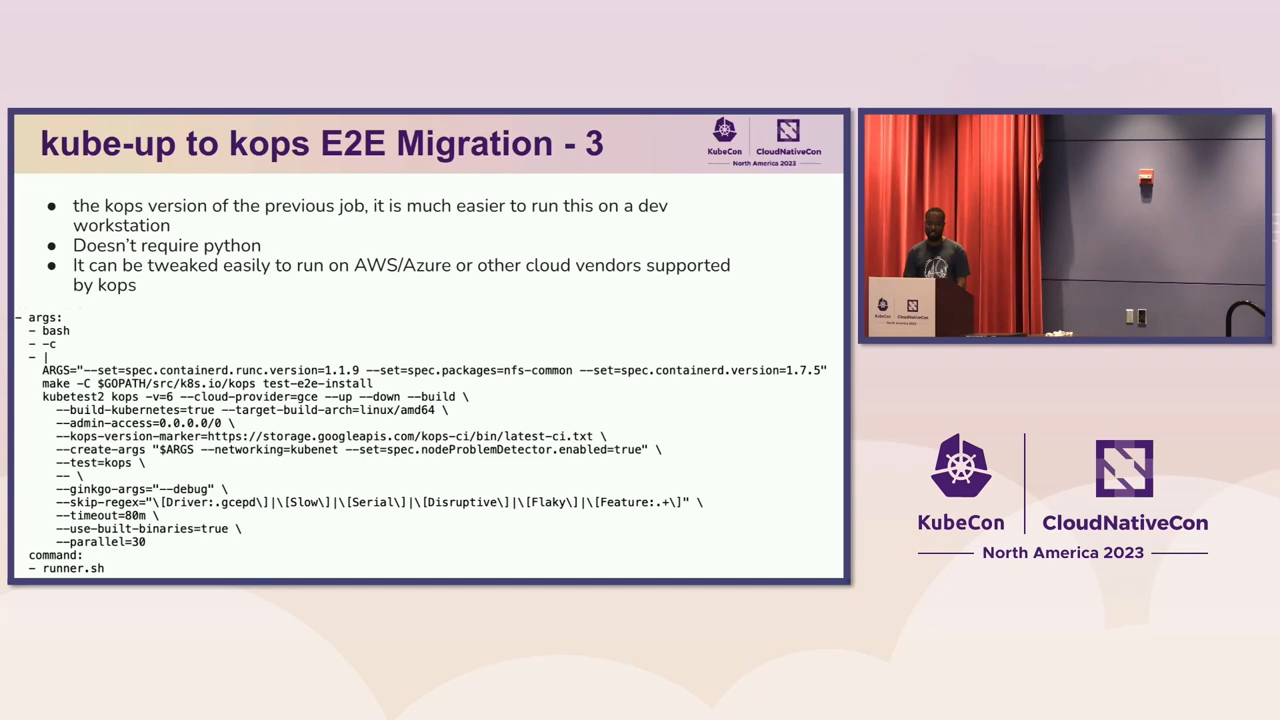 kube-up to kops E2E Migration - 3
KubeCon
CloudNativeCon
North America 2023
● the kops version of the previous job, it is much easier to run this on a dev
workstation
● Doesn't require python
● It can be tweaked easily to run on AWS/Azure or other cloud vendors supported
by kops
- args:
- bash
- -c
- |
ARGS="--set=spec.containerd.runc.version=1.1.9 --set=spec.packages=nfs-common --set=spec.containerd.version=1.7.5"
make -C $GOPATH/src/k8s.io/kops test-e2e-install
kubetest2 kops -v=6 --cloud-provider=gce --up --down --build \
--build-kubernetes=true --target-build-arch=linux/amd64 \
--admin-access=0.0.0.0/0 \
--kops-version-marker=https://storage.googleapis.com/kops-ci/bin/latest-ci.txt \
--create-args "$ARGS --networking=kubenet --set=spec.nodeProblemDetector.enabled=true" \
--test=kops \
-- \
--ginkgo-args="--debug" \
--skip-regex="\[Driver:.gcepd\]|\[Slow\]|\[Serial\]|\[Disruptive\]|\[Flaky\]|\[Feature:.+\]" \
--timeout=80m \
--use-built-binaries=true \
--parallel=30
command:
- runner.sh
KubeCon
CloudNativeCon
North America 2023
KubeCon
CloudNativeCon
North America 2023